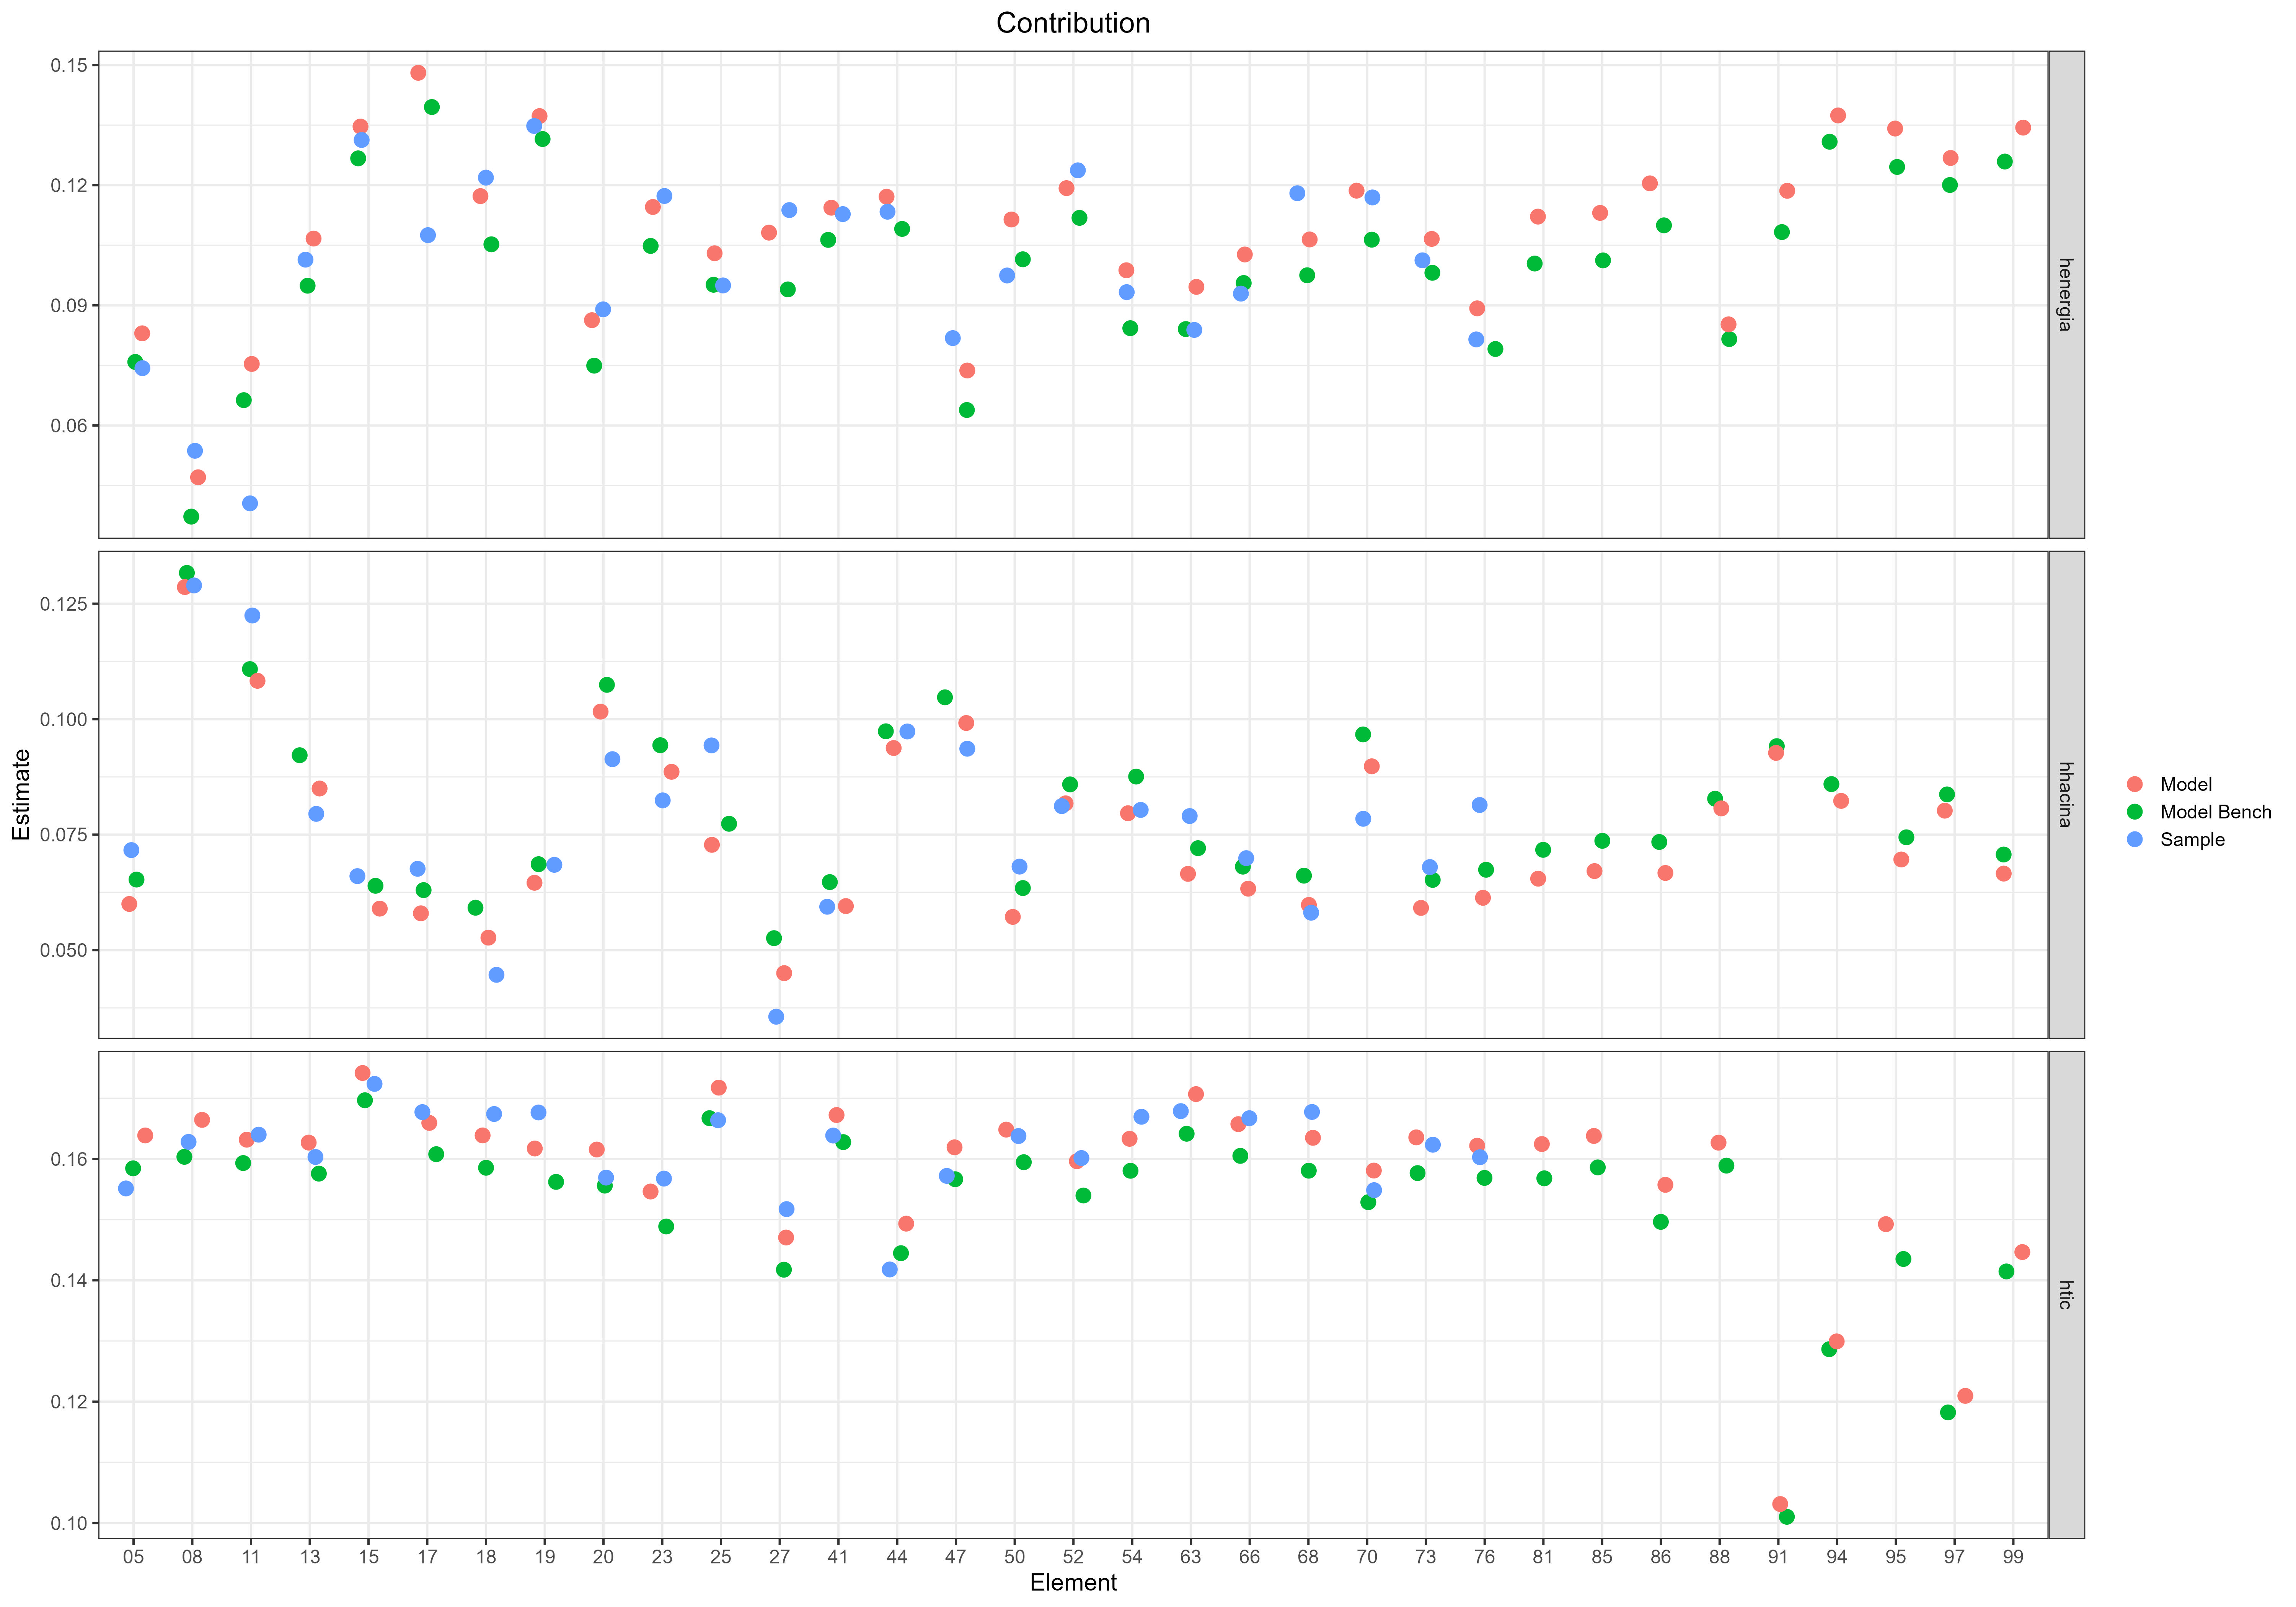 Contribution
0.15
0.12
0.09
0.06
henergia
0.125
0.100
0.075
0.050
hhacina
0.16
0.14
0.12
0.10
htic
Estimate
05 08 11 13 15 17 18 19 20 23 25 27 41 44 47 50 52 54 63 66 68 70 73 76 81 85 86 88 91 94 95 97 99
Element
Model
Model Bench
Sample